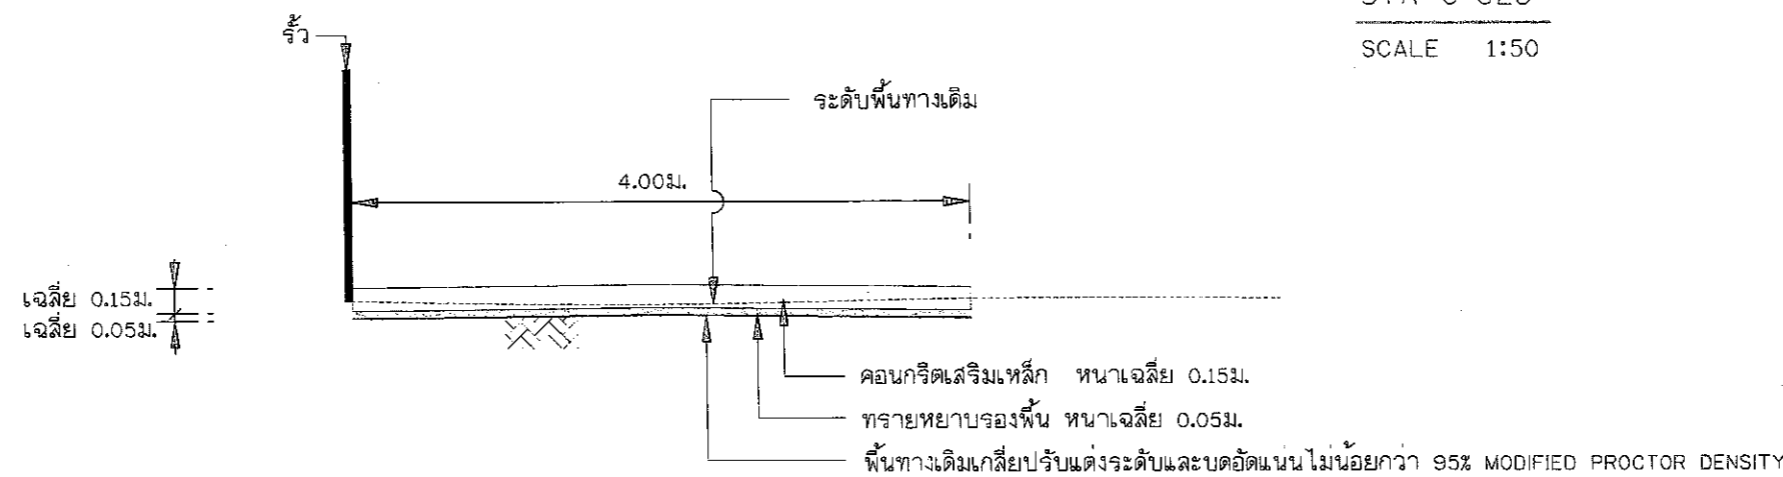 SCALE 1:50
รั้ว
ระดับพื้นทางเดิม
4.00ม.
เฉลี่ย 0.15ม.
เฉลี่ย 0.05ม.
คอนกรีตเสริมเหล็ก หนาเฉลี่ย 0.15ม.
ทรายหยาบรองพื้น หนาเฉลี่ย 0.05ม.
พื้นทางเดิมเกลี่ยปรับแต่งระดับและบดอัดแน่นไม่น้อยกว่า 95% MODIFIED PROCTOR DENSITY